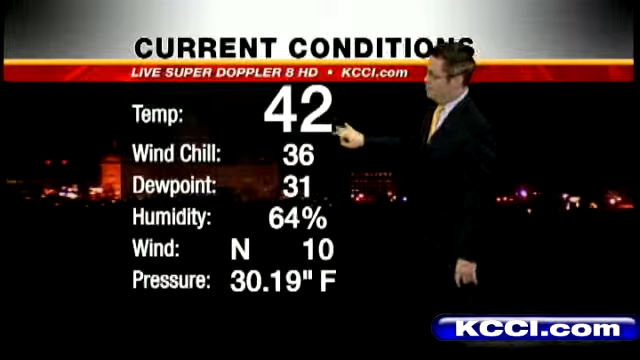 CURRENT CONDITIONS
LIVE SUPER DOPPLER 8 HD • KCCI.com
Temp: 42
Wind Chill: 36
Dewpoint: 31
Humidity: 64%
Wind: N 10
Pressure: 30.19" F
KCCI.com